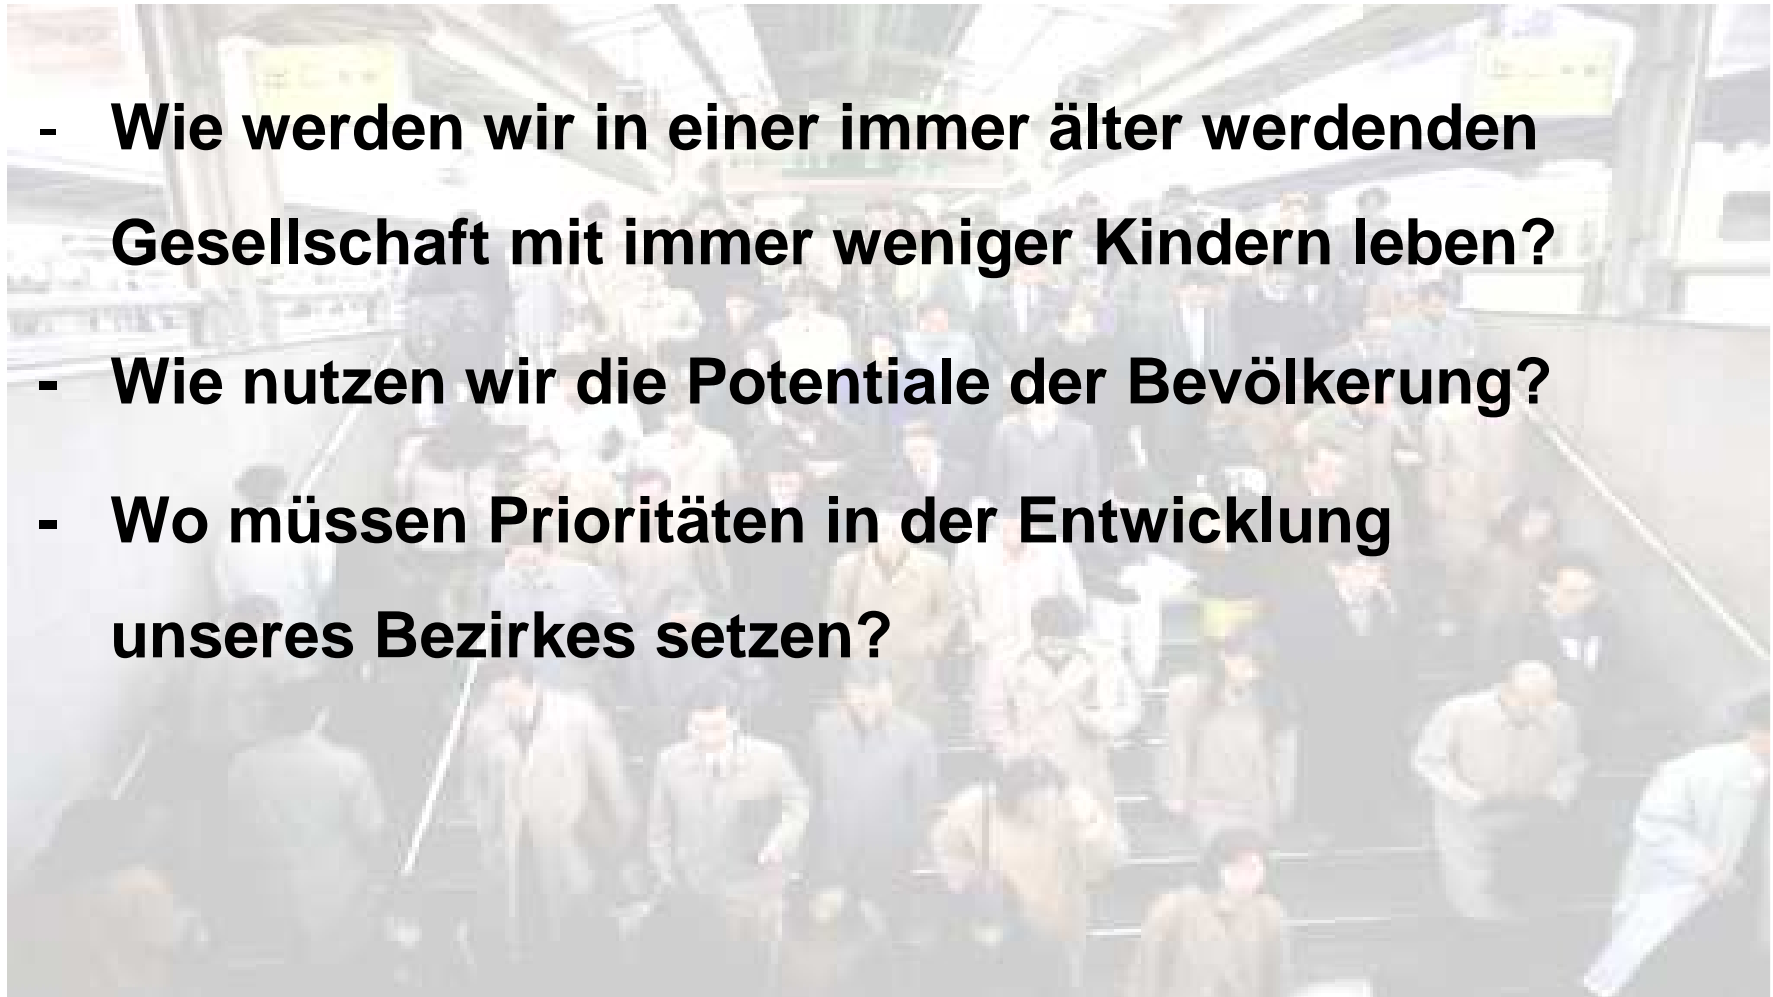 - Wie werden wir in einer immer älter werdenden
Gesellschaft mit immer weniger Kindern leben?
- Wie nutzen wir die Potentiale der Bevölkerung?
- Wo müssen Prioritäten in der Entwicklung
unseres Bezirkes setzen?